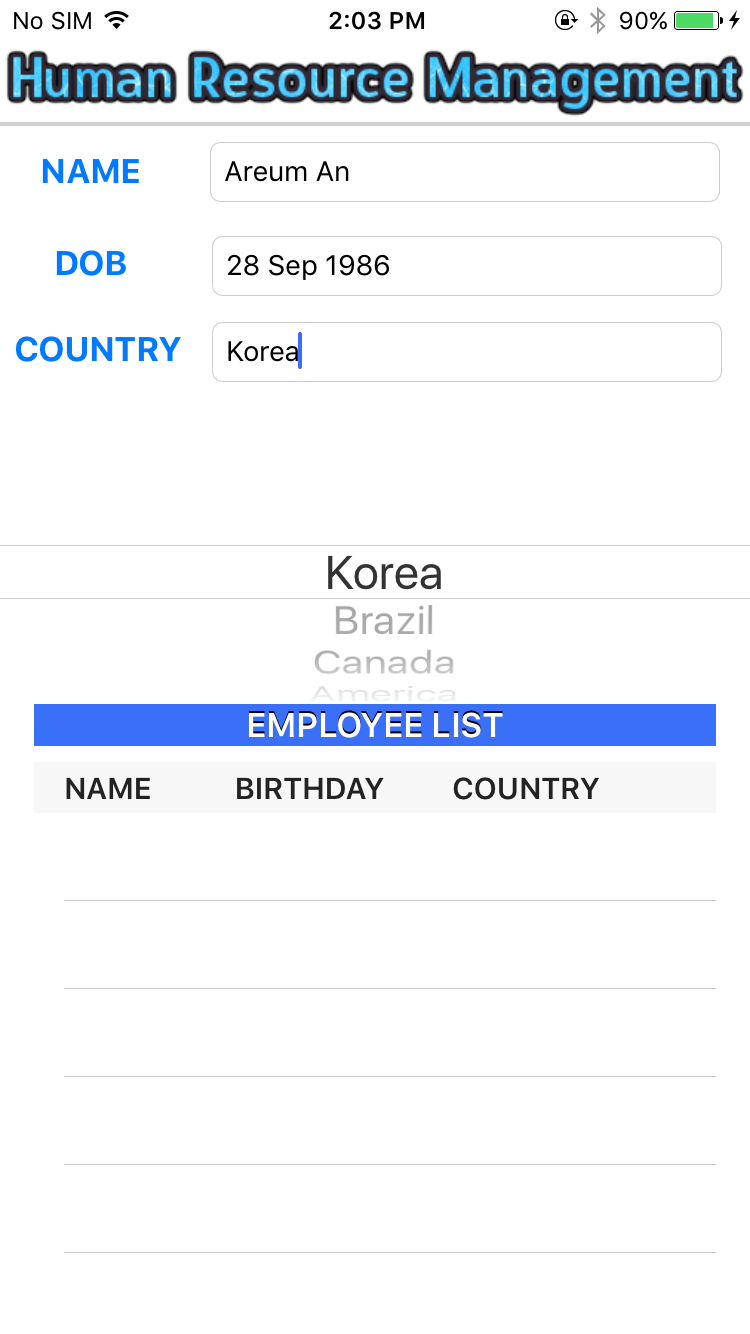 No SIM 2:03 PM 90%
Human Resource Management
NAME Areum An
DOB 28 Sep 1986
COUNTRY Korea
Korea
Brazil
Canada
America
EMPLOYEE LIST
NAME BIRTHDAY COUNTRY